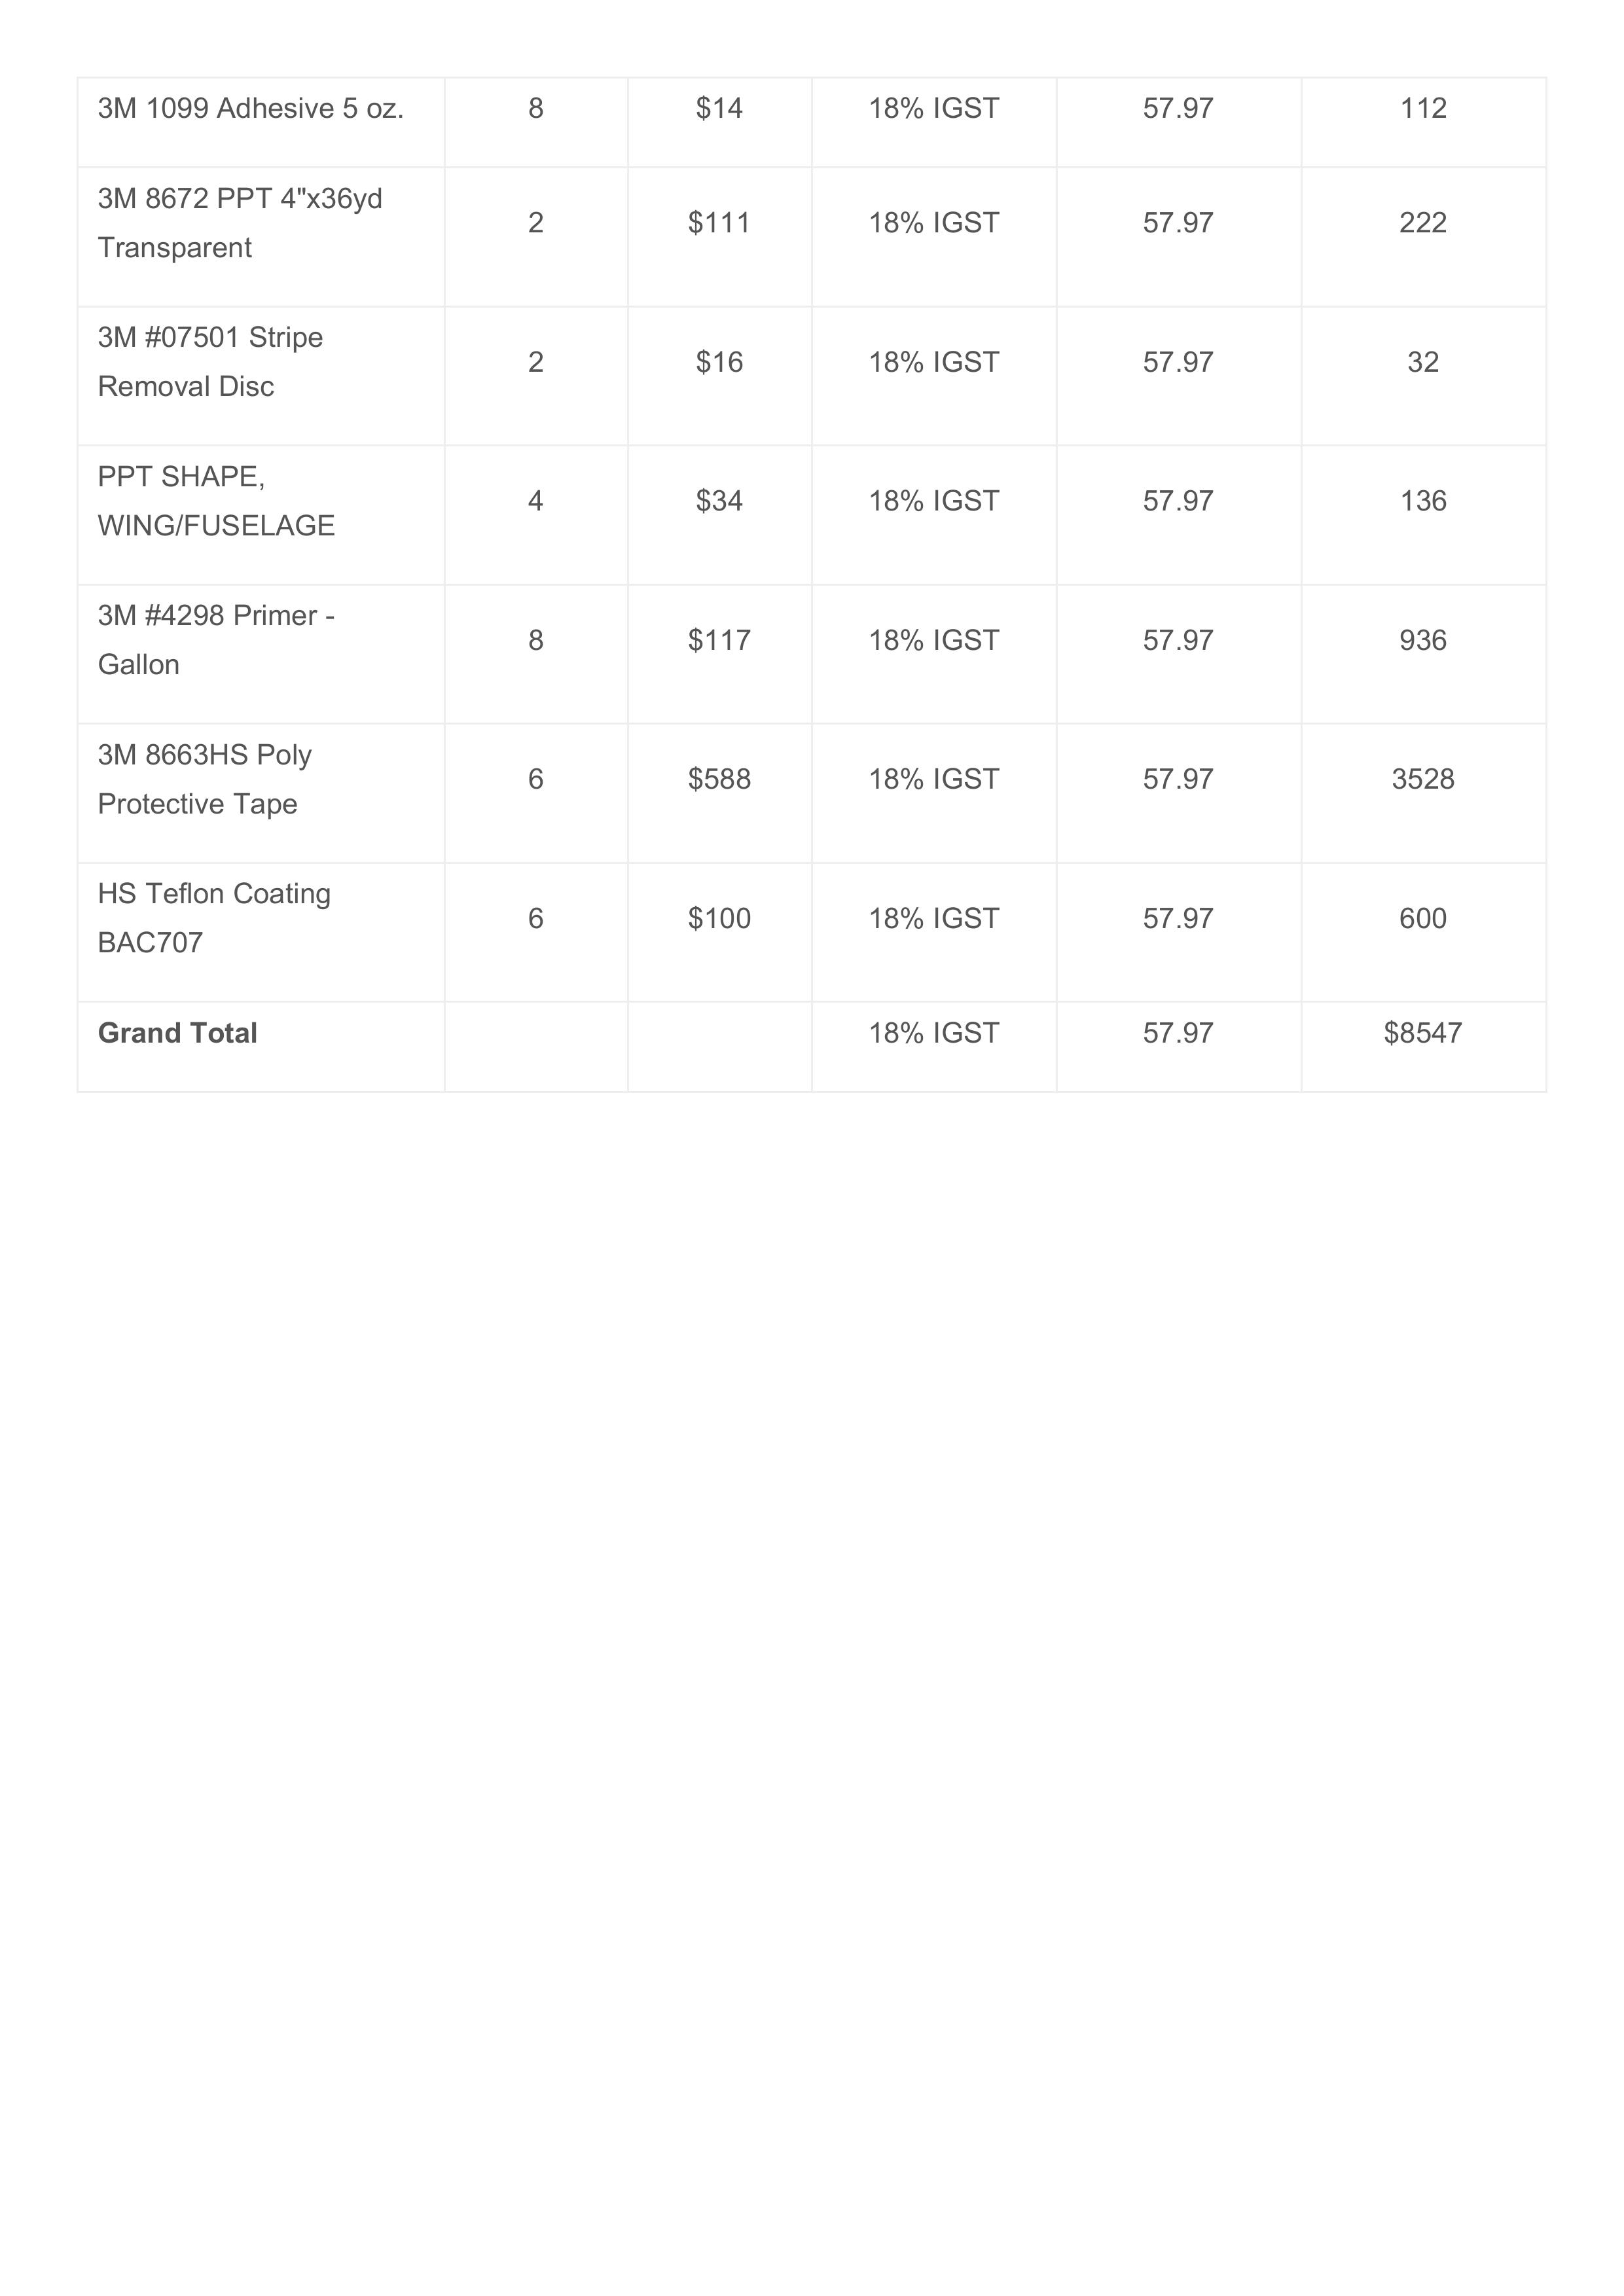 3M 1099 Adhesive 5 oz. 8 $14 18% IGST 57.97 112
3M 8672 PPT 4"x36yd
Transparent 2 $111 18% IGST 57.97 222
3M #07501 Stripe
Removal Disc 2 $16 18% IGST 57.97 32
PPT SHAPE,
WING/FUSELAGE 4 $34 18% IGST 57.97 136
3M #4298 Primer -
Gallon 8 $117 18% IGST 57.97 936
3M 8663HS Poly
Protective Tape 6 $588 18% IGST 57.97 3528
HS Teflon Coating
BAC707 6 $100 18% IGST 57.97 600
Grand Total 18% IGST 57.97 $8547